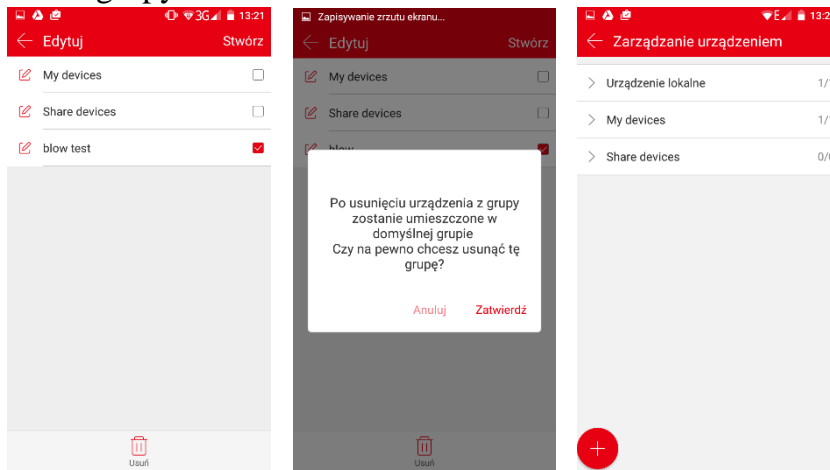 13:21
Edytuj Stwórz
My devices
Share devices
blow test
Usuń
Zapisywanie zrzutu ekranu...
Edytuj Stwórz
My devices
Share devices
Po usunięciu urządzenia z grupy
zostanie umieszczone w
domyślnej grupie
Czy na pewno chcesz usunąć tę
grupę?
Anuluj Zatwierdź
Usuń
Zarządzanie urządzeniem
Urządzenie lokalne
My devices
Share devices